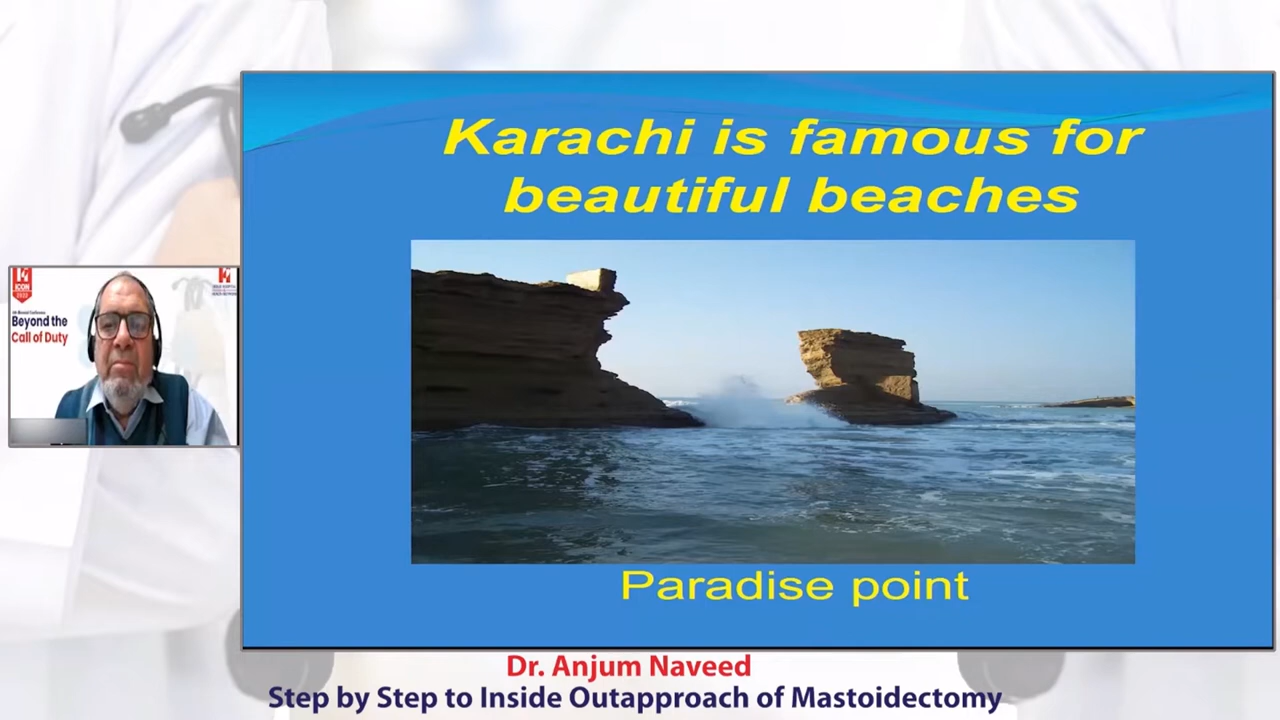 Karachi is famous for
beautiful beaches
ICON
Beyond the
Call of Duty
Paradise point
Dr. Anjum Naveed
Step by Step to Inside Outapproach of Mastoidectomy